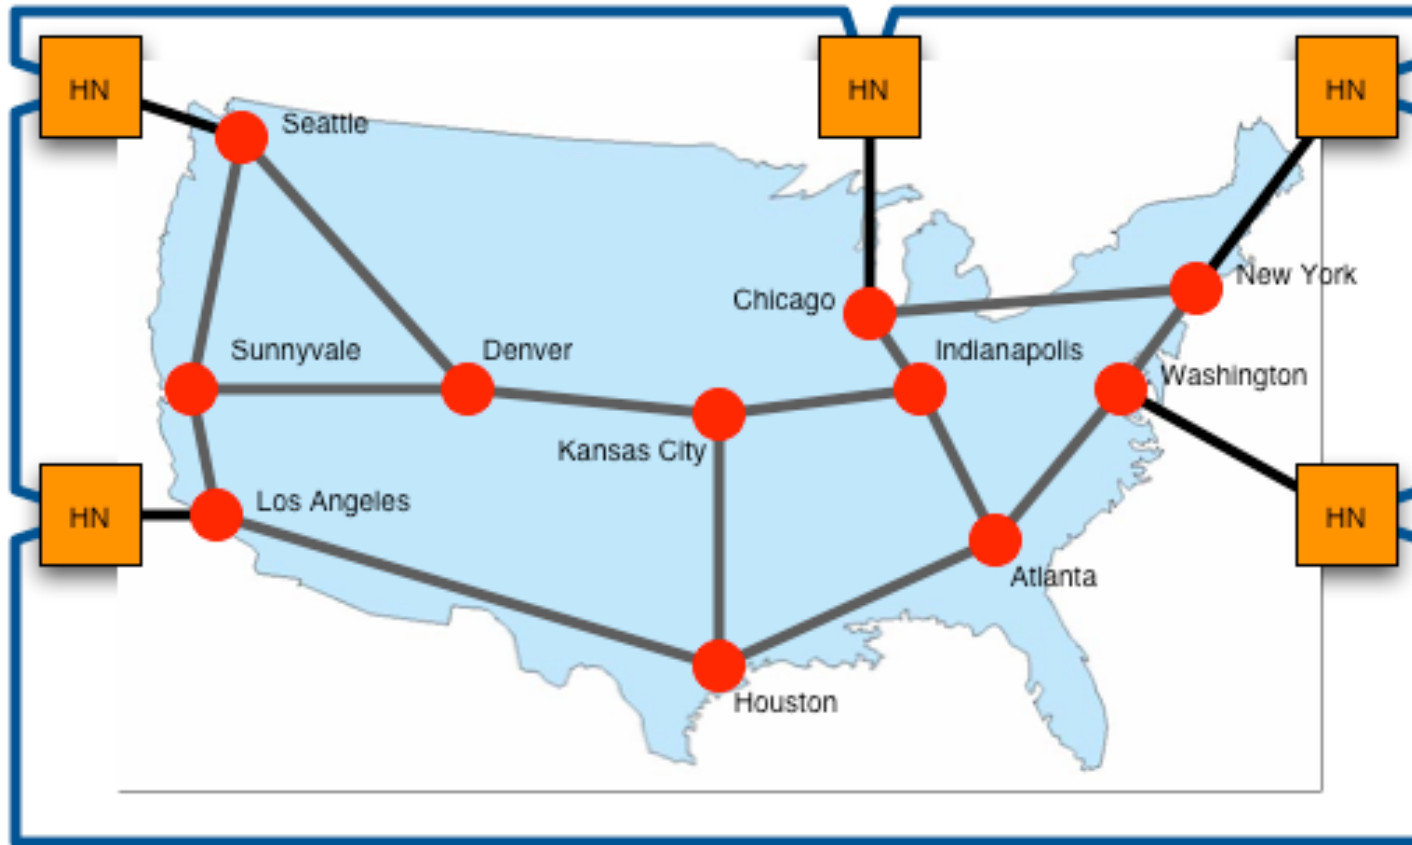 HN
HN
HN
Seattle
New York
Chicago
Sunnyvale
Denver
Indianapolis
Washington
Kansas City
Los Angeles
HN
HN
Atlanta
Houston